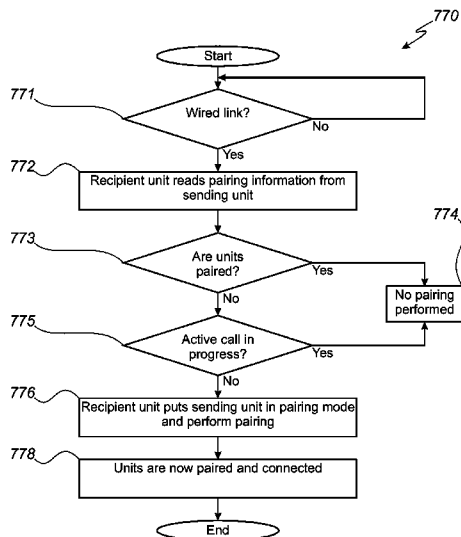 770
Start
771
Wired link?
No
Yes
772
Recipient unit reads pairing information from
sending unit
773
774
Are units
paired?
Yes
No
No pairing
performed
775
Active call in
progress?
Yes
No
776
Recipient unit puts sending unit in pairing mode
and perform pairing
778
Units are now paired and connected
End